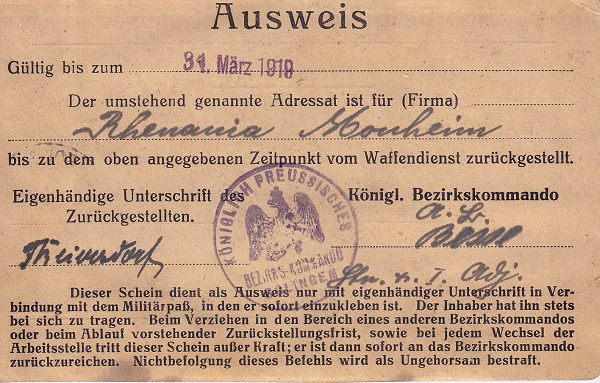 Ausweis
Gültig bis zum 31. März 1919
Der umstehend genannte Adressat ist für (Firma)
Rhenania Monheim
bis zu dem oben angegebenen Zeitpunkt vom Waffendienst zurückgestellt.
Eigenhändige Unterschrift des
Zurückgestellten.
Königl. Bezirkskommando
KÖNIGLICH PREUSSISCHES
BEZIRKS-KOMMANDO
Dieser Schein dient als Ausweis nur mit eigenhändiger Unterschrift in Ver-
bindung mit dem Militärpaß, in den er sofort einzukleben ist. Der Inhaber hat ihn stets
bei sich zu tragen. Beim Verziehen in den Bereich eines anderen Bezirkskommandos
oder beim Ablauf vorstehender Zurückstellungsfrist, sowie bei jedem Wechsel der
Arbeitsstelle tritt dieser Schein außer Kraft; er ist dann sofort an das Bezirkskommando
zurückzureichen. Nichtbefolgung dieses Befehls wird als Ungehorsam bestraft.